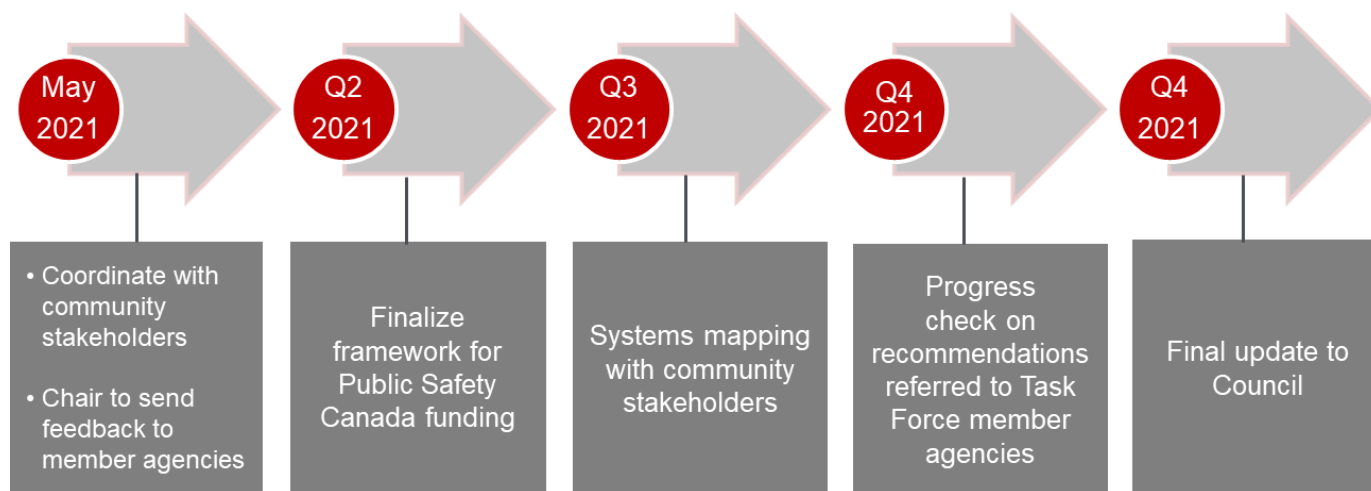 May
2021
Q2
2021
Q3
2021
Q4
2021
Q4
2021
• Coordinate with
community
stakeholders
• Chair to send
feedback to
member agencies
Finalize
framework for
Public Safety
Canada funding
Systems mapping
with community
stakeholders
Progress
check on
recommendations
referred to Task
Force member
agencies
Final update to
Council